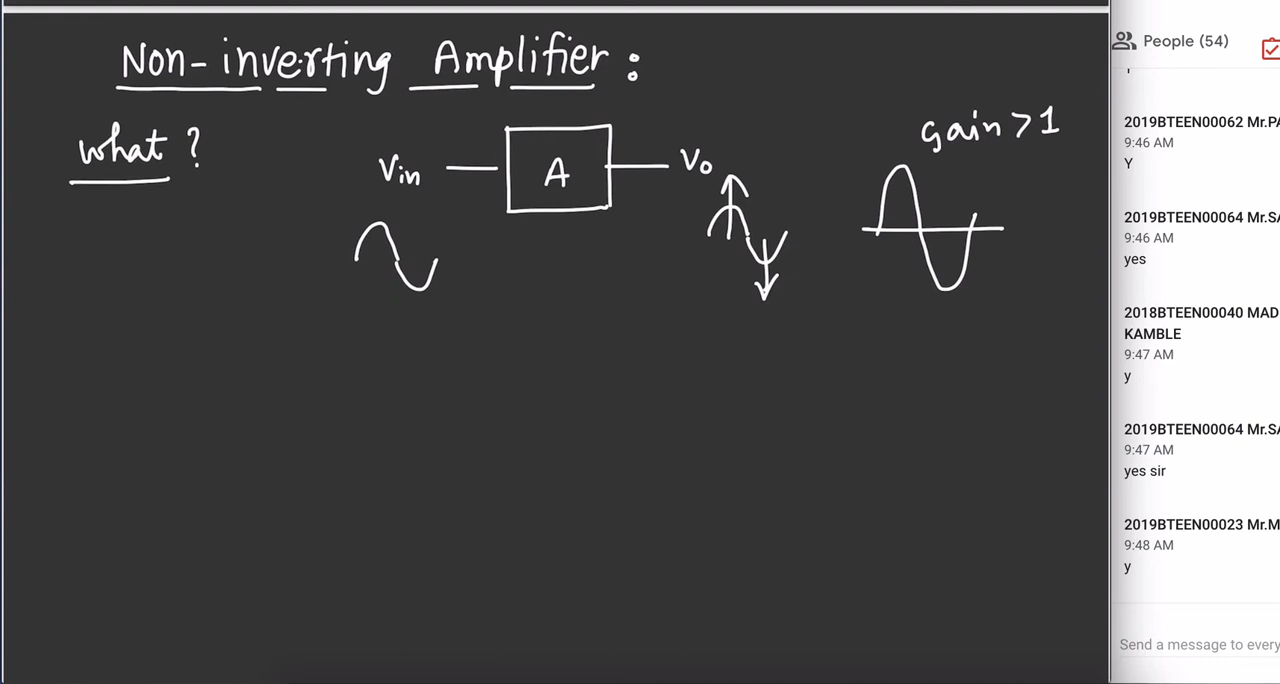 Non-inverting Amplifier :
what ?
Vin
A
Vo
gain > 1
People (54)
2019BTEEN00062 Mr.PA
9:46 AM
Y
2019BTEEN00064 Mr.SA
9:46 AM
yes
2018BTEEN00040 MAD
KAMBLE
9:47 AM
y
2019BTEEN00064 Mr.SA
9:47 AM
yes sir
2019BTEEN00023 Mr.M
9:48 AM
y
Send a message to every